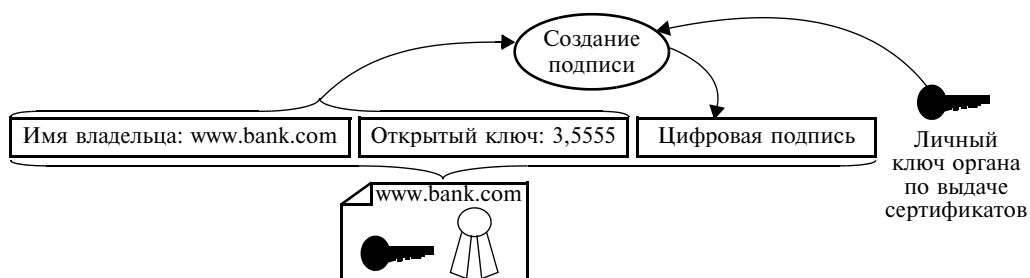 Создание
подписи
Имя владельца: www.bank.com
Открытый ключ: 3,5555
Цифровая подпись
Личный
ключ органа
по выдаче
сертификатов
www.bank.com